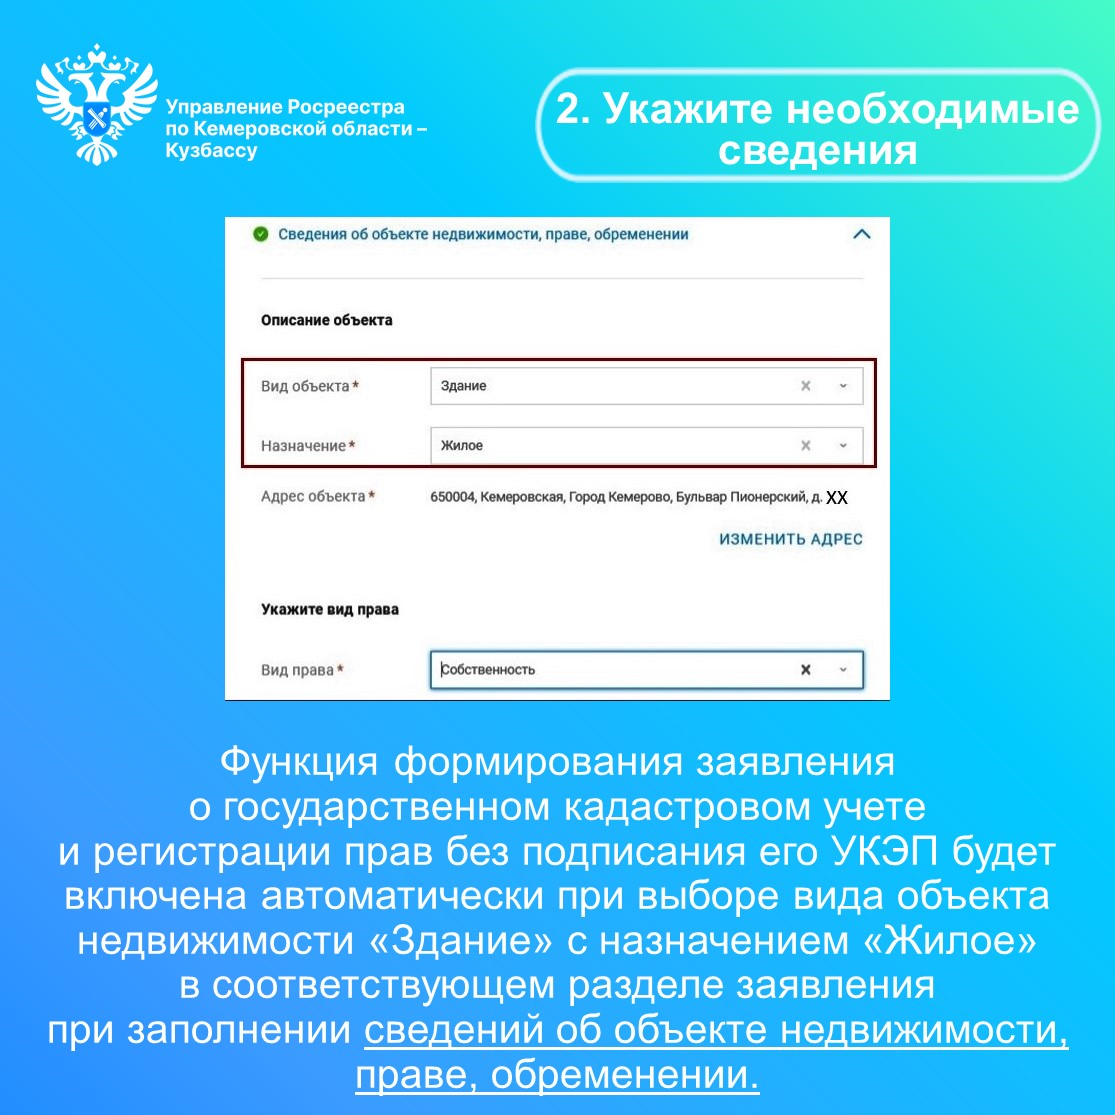 Управление Росреестра
по Кемеровской области –
Кузбассу
2. Укажите необходимые
сведения
Сведения об объекте недвижимости, праве, обременении
Описание объекта
Вид объекта * Здание
Назначение * Жилое
Адрес объекта * 650004, Кемеровская, Город Кемерово, Бульвар Пионерский, д. XX
ИЗМЕНИТЬ АДРЕС
Укажите вид права
Вид права * Собственность
Функция формирования заявления
о государственном кадастровом учете
и регистрации прав без подписания его УКЭП будет
включена автоматически при выборе вида объекта
недвижимости «Здание» с назначением «Жилое»
в соответствующем разделе заявления
при заполнении сведений об объекте недвижимости,
праве, обременении.